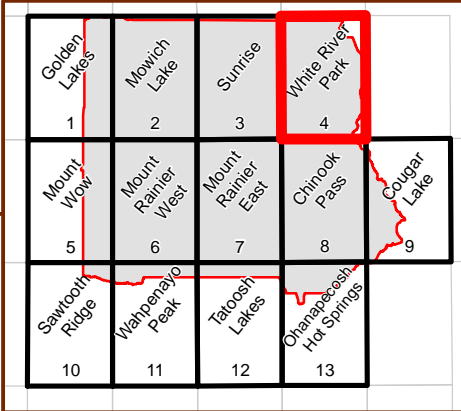 Golden
Lakes
1
Mowich
Lake
2
Sunrise
3
White River
Park
4
Mount
Wow
5
Mount
Rainier
West
6
Mount
Rainier
East
7
Chinook
Pass
8
Cougar
Lake
9
Sawtooth
Ridge
10
Wahpenayo
Peak
11
Tatoosh
Lakes
12
Ohanapecosh
Hot Springs
13